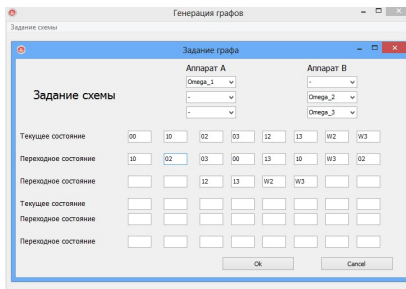 Генерация графов
Задание схемы
Задание графа
Аппарат A Аппарат B
Omega_1 -
Задание схемы
- Omega_2
- Omega_3
Текущее состояние 00 10 02 03 12 13 W2 W3
Переходное состояние 10 02 03 00 13 10 W3 02
Переходное состояние 12 13 W2 W3
Текущее состояние
Переходное состояние
Переходное состояние
Ok Cancel